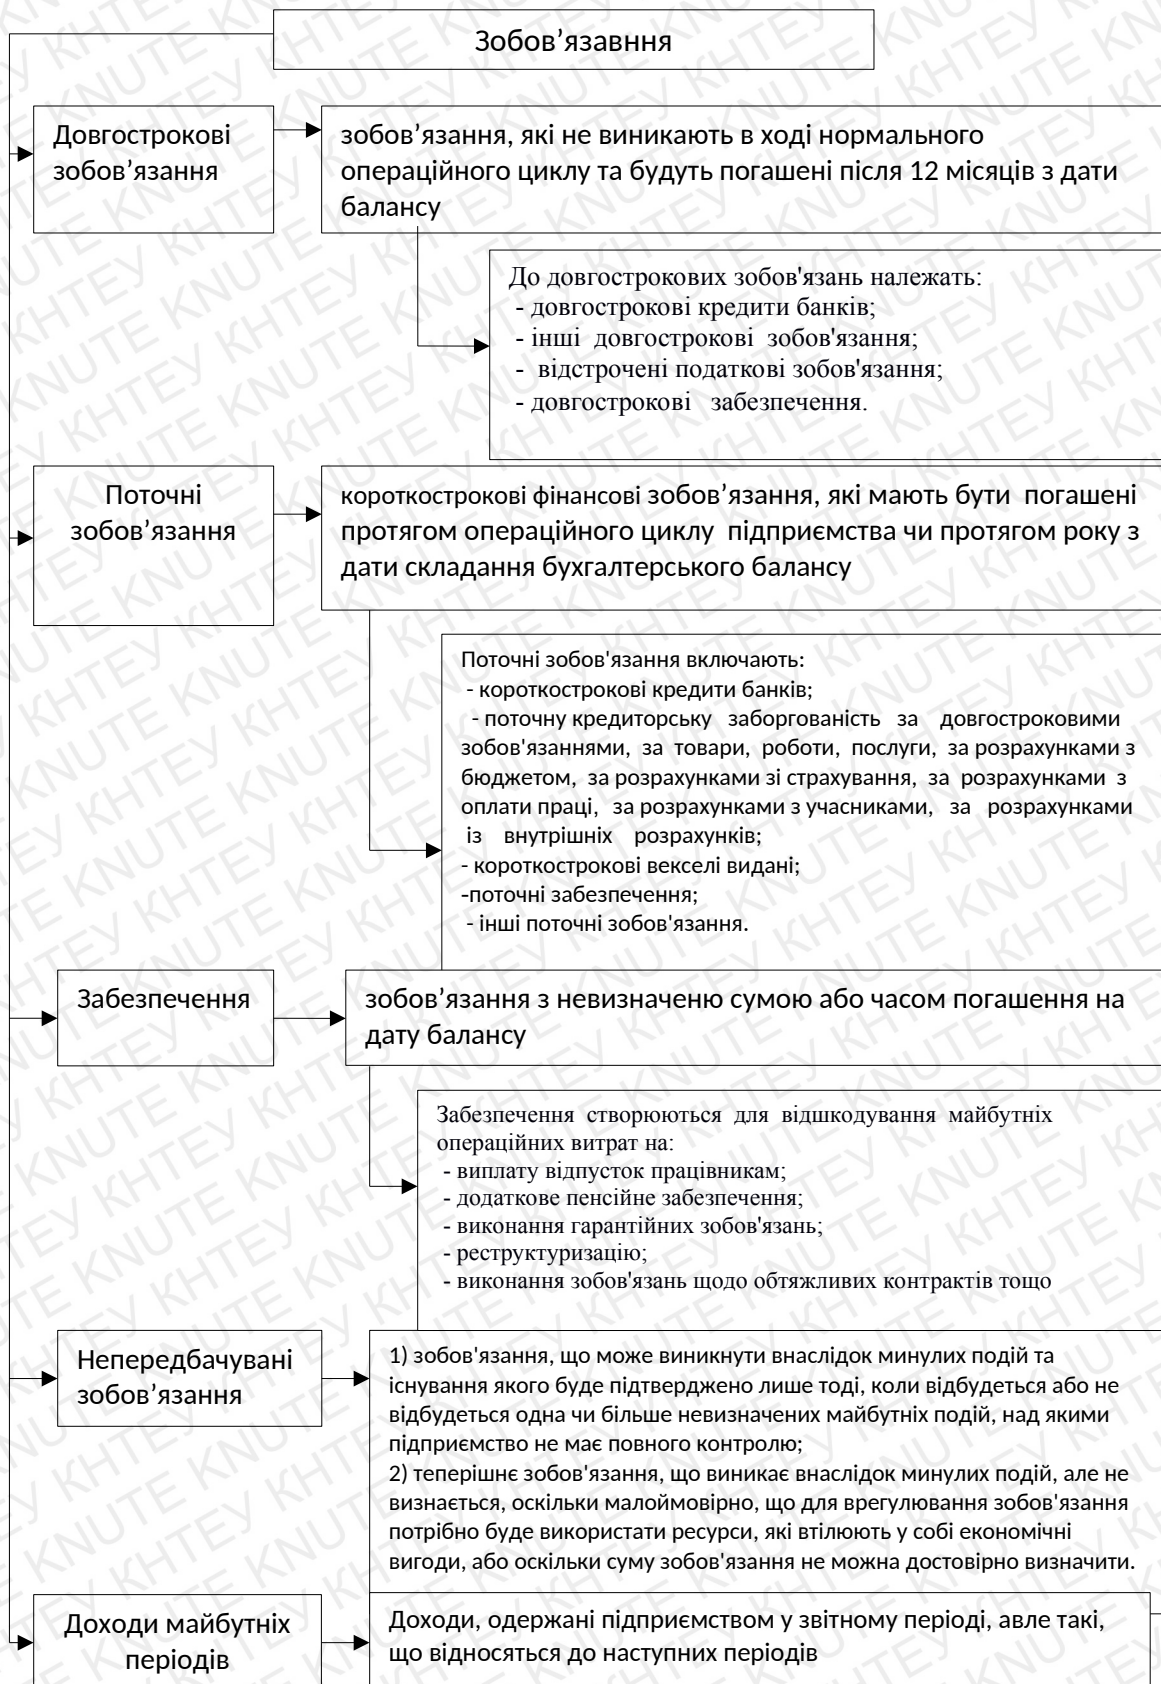 Зобов’язавння
Довгострокові
зобов’язання
зобов’язання, які не виникають в ході нормального
операційного циклу та будуть погашені після 12 місяців з дати
балансу
До довгострокових зобов'язань належать:
- довгострокові кредити банків;
- інші довгострокові зобов'язання;
- відстрочені податкові зобов'язання;
- довгострокові забезпечення.
Поточні
зобов’язання
короткострокові фінансові зобов’язання, які мають бути погашені
протягом операційного циклу підприємства чи протягом року з
дати складання бухгалтерського балансу
Поточні зобов'язання включають:
- короткострокові кредити банків;
- поточну кредиторську заборгованість за довгостроковими
зобов'язаннями, за товари, роботи, послуги, за розрахунками з
бюджетом, за розрахунками зі страхування, за розрахунками з
оплати праці, за розрахунками з учасниками, за розрахунками
із внутрішніх розрахунків;
- короткострокові векселі видані;
-поточні забезпечення;
- інші поточні зобов'язання.
Забезпечення
зобов’язання з невизначеню сумою або часом погашення на
дату балансу
Забезпечення створюються для відшкодування майбутніх
операційних витрат на:
- виплату відпусток працівникам;
- додаткове пенсійне забезпечення;
- виконання гарантійних зобов'язань;
- реструктуризацію;
- виконання зобов'язань щодо обтяжливих контрактів тощо
Непередбачувані
зобов’язання
1) зобов'язання, що може виникнути внаслідок минулих подій та
існування якого буде підтверджено лише тоді, коли відбудеться або не
відбудеться одна чи більше невизначених майбутніх подій, над якими
підприємство не має повного контролю;
2) теперішнє зобов'язання, що виникає внаслідок минулих подій, але не
визнається, оскільки малоймовірно, що для врегулювання зобов'язання
потрібно буде використати ресурси, які втілюють у собі економічні
вигоди, або оскільки суму зобов'язання не можна достовірно визначити.
Доходи майбутніх
періодів
Доходи, одержані підприємством у звітному періоді, авле такі,
що відносяться до наступних періодів